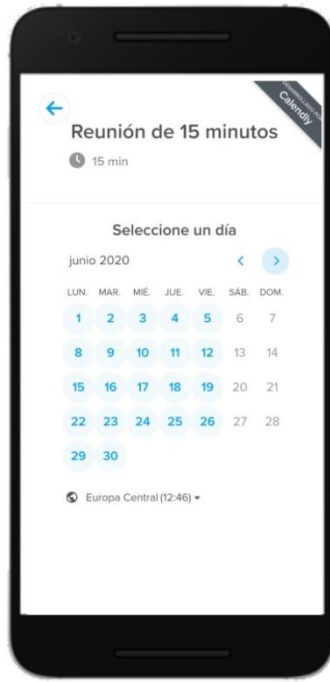 DESARROLLADO POR
Calendly
Reunión de 15 minutos
15 min
Seleccione un día
junio 2020
LUN. MAR. MIÉ. JUE. VIE. SÁB. DOM.
1 2 3 4 5 6 7
8 9 10 11 12 13 14
15 16 17 18 19 20 21
22 23 24 25 26 27 28
29 30
Europa Central (12:46)